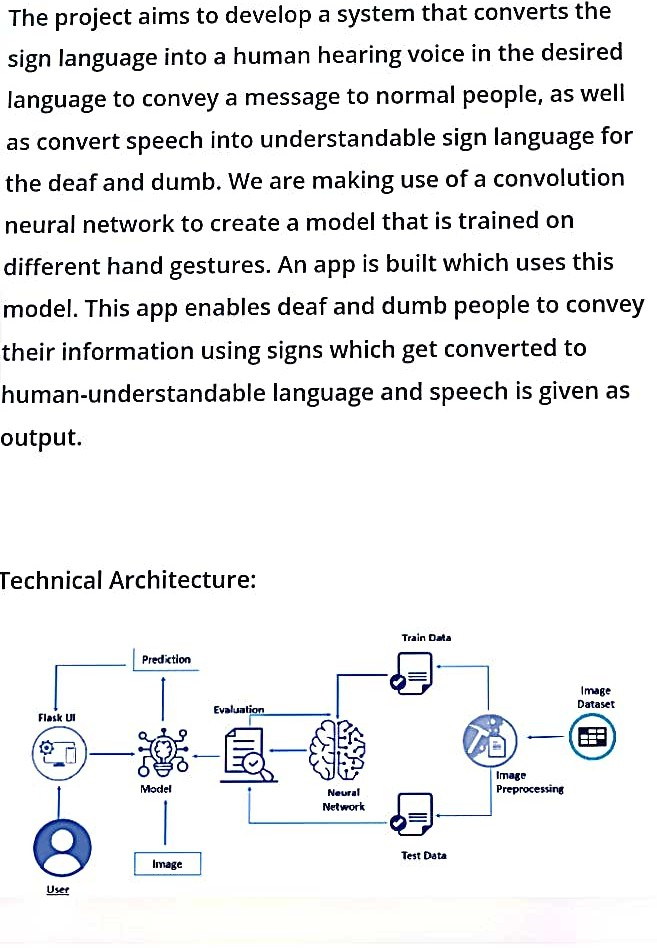 The project aims to develop a system that converts the
sign language into a human hearing voice in the desired
language to convey a message to normal people, as well
as convert speech into understandable sign language for
the deaf and dumb. We are making use of a convolution
neural network to create a model that is trained on
different hand gestures. An app is built which uses this
model. This app enables deaf and dumb people to convey
their information using signs which get converted to
human-understandable language and speech is given as
output.
Technical Architecture:
Train Data
Prediction
Image
Dataset
Evaluation
Flask UI
Image
Preprocessing
Model
Neural
Network
Test Data
Image
User